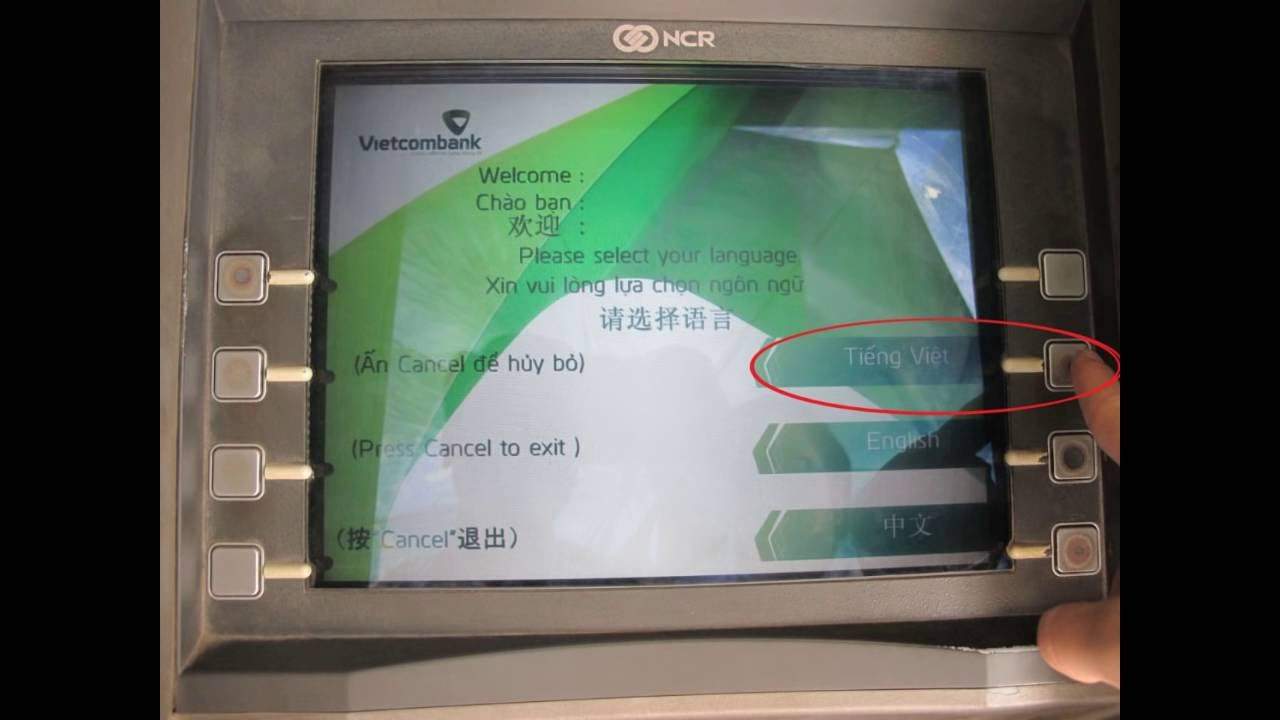 NCR
Vietcombank
Welcome :
Chào bạn :
欢迎 :
Please select your language
Xin vui lòng lựa chọn ngôn ngữ
请选择语言
(Ấn Cancel để hủy bỏ)
Tiếng Việt
(Press Cancel to exit )
English
(按"Cancel"退出)
中文